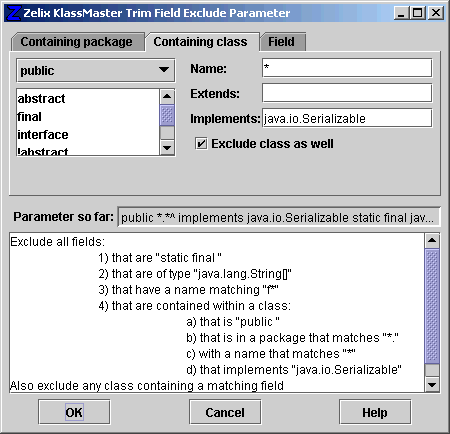 Zelix KlassMaster Trim Field Exclude Parameter
Containing package Containing class Field
public
abstract
final
interface
!abstract
Name: *
Extends:
Implements: java.io.Serializable
Exclude class as well
Parameter so far: public *.*^ implements java.io.Serializable static final jav...
Exclude all fields:
1) that are "static final "
2) that are of type "java.lang.String[]"
3) that have a name matching "f*"
4) that are contained within a class:
a) that is "public "
b) that is in a package that matches "*."
c) with a name that matches "*"
d) that implements "java.io.Serializable"
Also exclude any class containing a matching field
OK Cancel Help